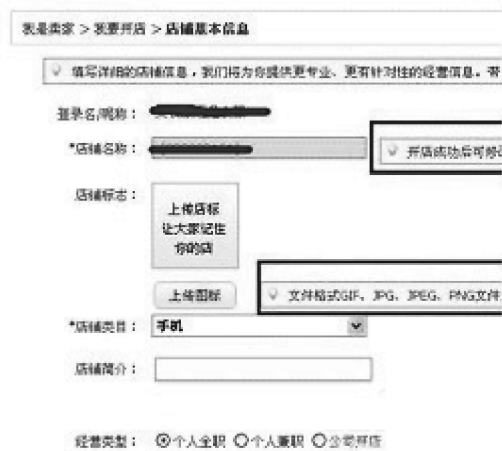 我是卖家 > 我要开店 > 店铺基本信息
填写详细的店铺信息，我们将为你提供更专业、更有针对性的经营信息。
登录名/昵称：
*店铺名称：
开店成功后可修改
店铺标志：
上传店标
让大家记住
你的店
上传图标
文件格式GIF、JPG、JPEG、PNG文件
*店铺类目：
手机
店铺简介：
经营类型：
个人全职 个人兼职 公司开店